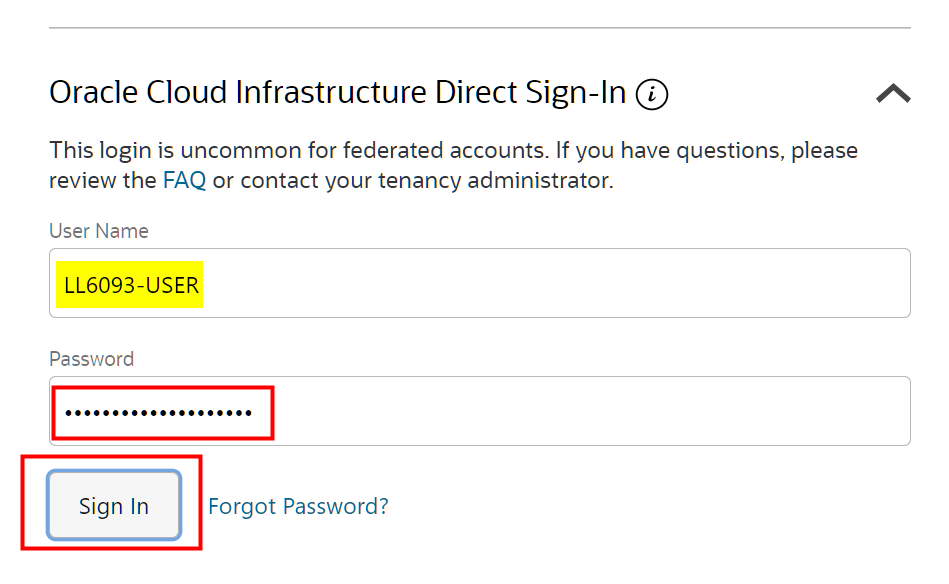 Oracle Cloud Infrastructure Direct Sign-In i
This login is uncommon for federated accounts. If you have questions, please
review the FAQ or contact your tenancy administrator.
User Name
LL6093-USER
Password
••••••••••••••••••••
Sign In Forgot Password?